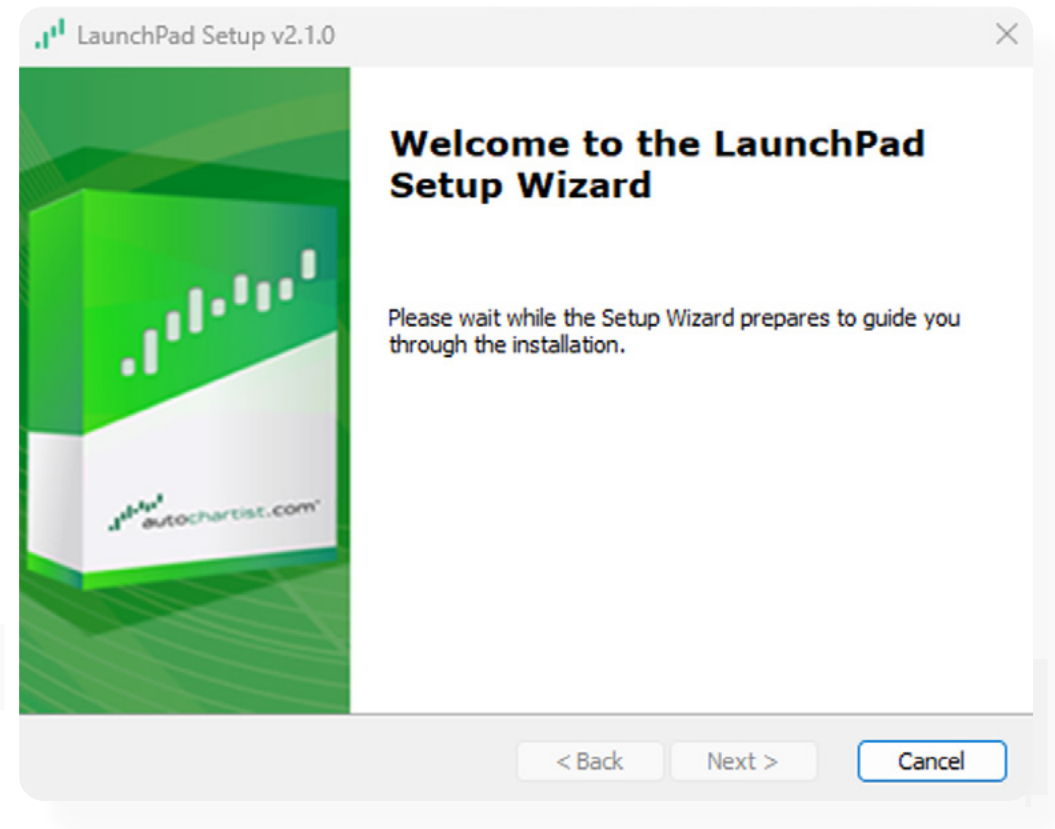 LaunchPad Setup v2.1.0
Welcome to the LaunchPad
Setup Wizard
Please wait while the Setup Wizard prepares to guide you
through the installation.
autochartist.com
< Back
Next >
Cancel